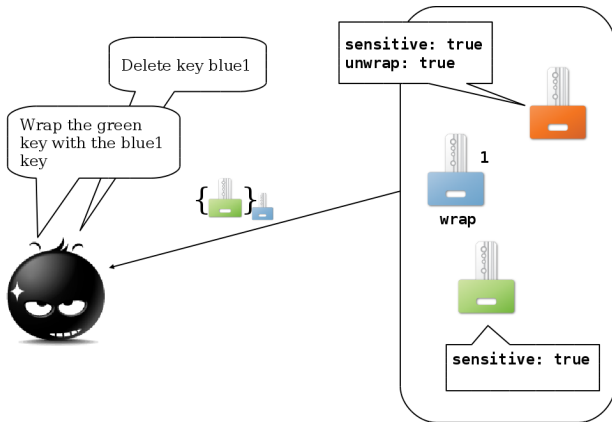 Delete key blue1
Wrap the green
key with the blue1
key
{ }
sensitive: true
unwrap: true
1
wrap
sensitive: true